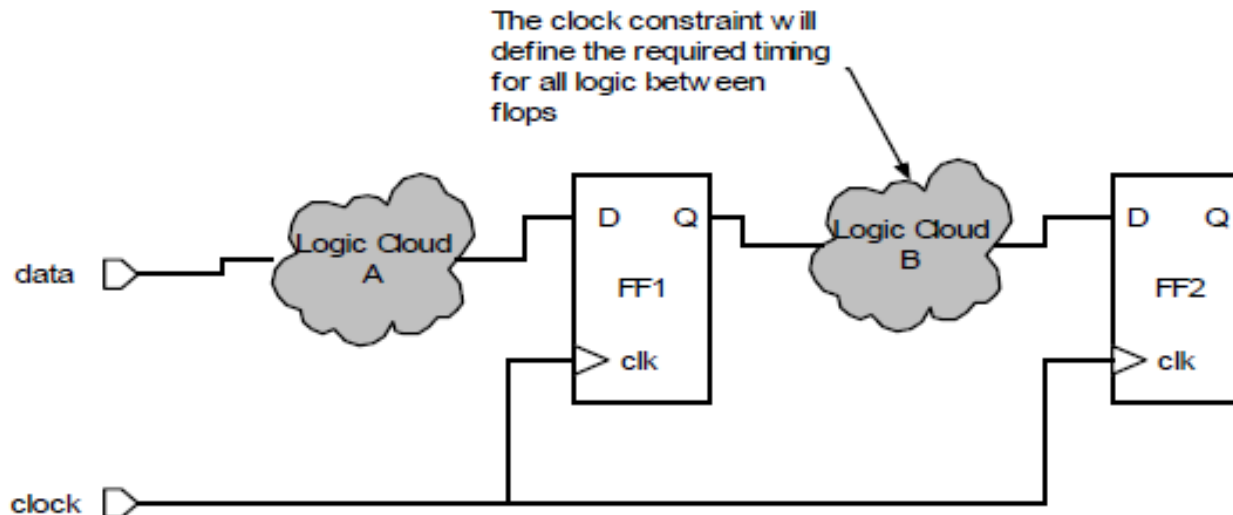 The clock constraint will
define the required timing
for all logic between
flops
Logic Cloud
A
D
Q
FF1
clk
Logic Cloud
B
D
Q
FF2
clk
data
clock